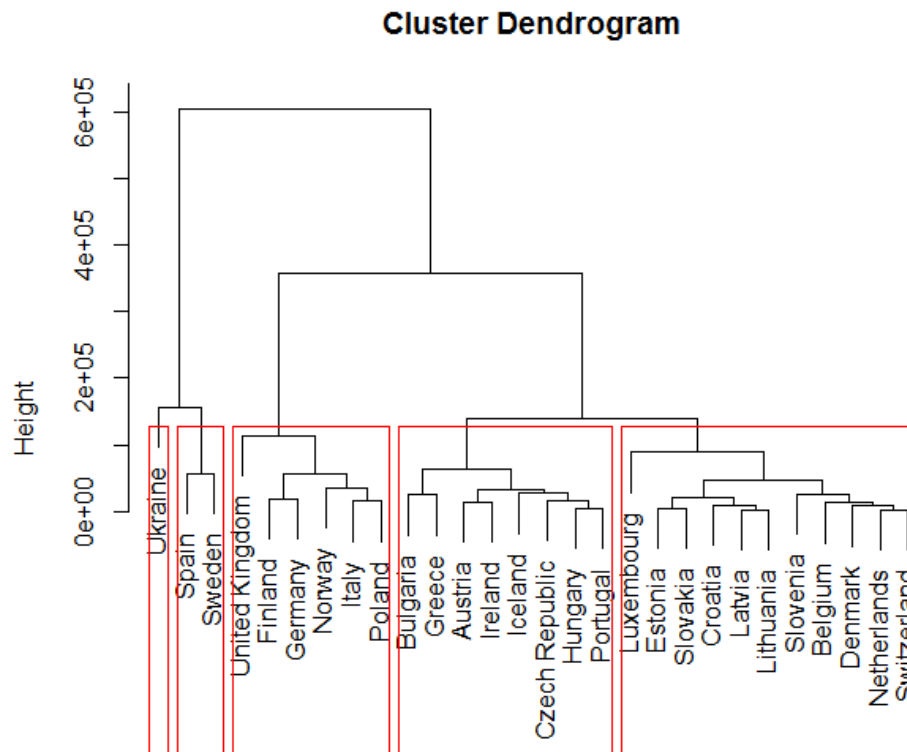 Cluster Dendrogram
Height
0e+00
2e+05
4e+05
6e+05
Ukraine
Spain
Sweden
United Kingdom
Finland
Germany
Norway
Italy
Poland
Bulgaria
Greece
Austria
Ireland
Iceland
Czech Republic
Hungary
Portugal
Luxembourg
Estonia
Slovakia
Croatia
Latvia
Lithuania
Slovenia
Belgium
Denmark
Netherlands
Switzerland